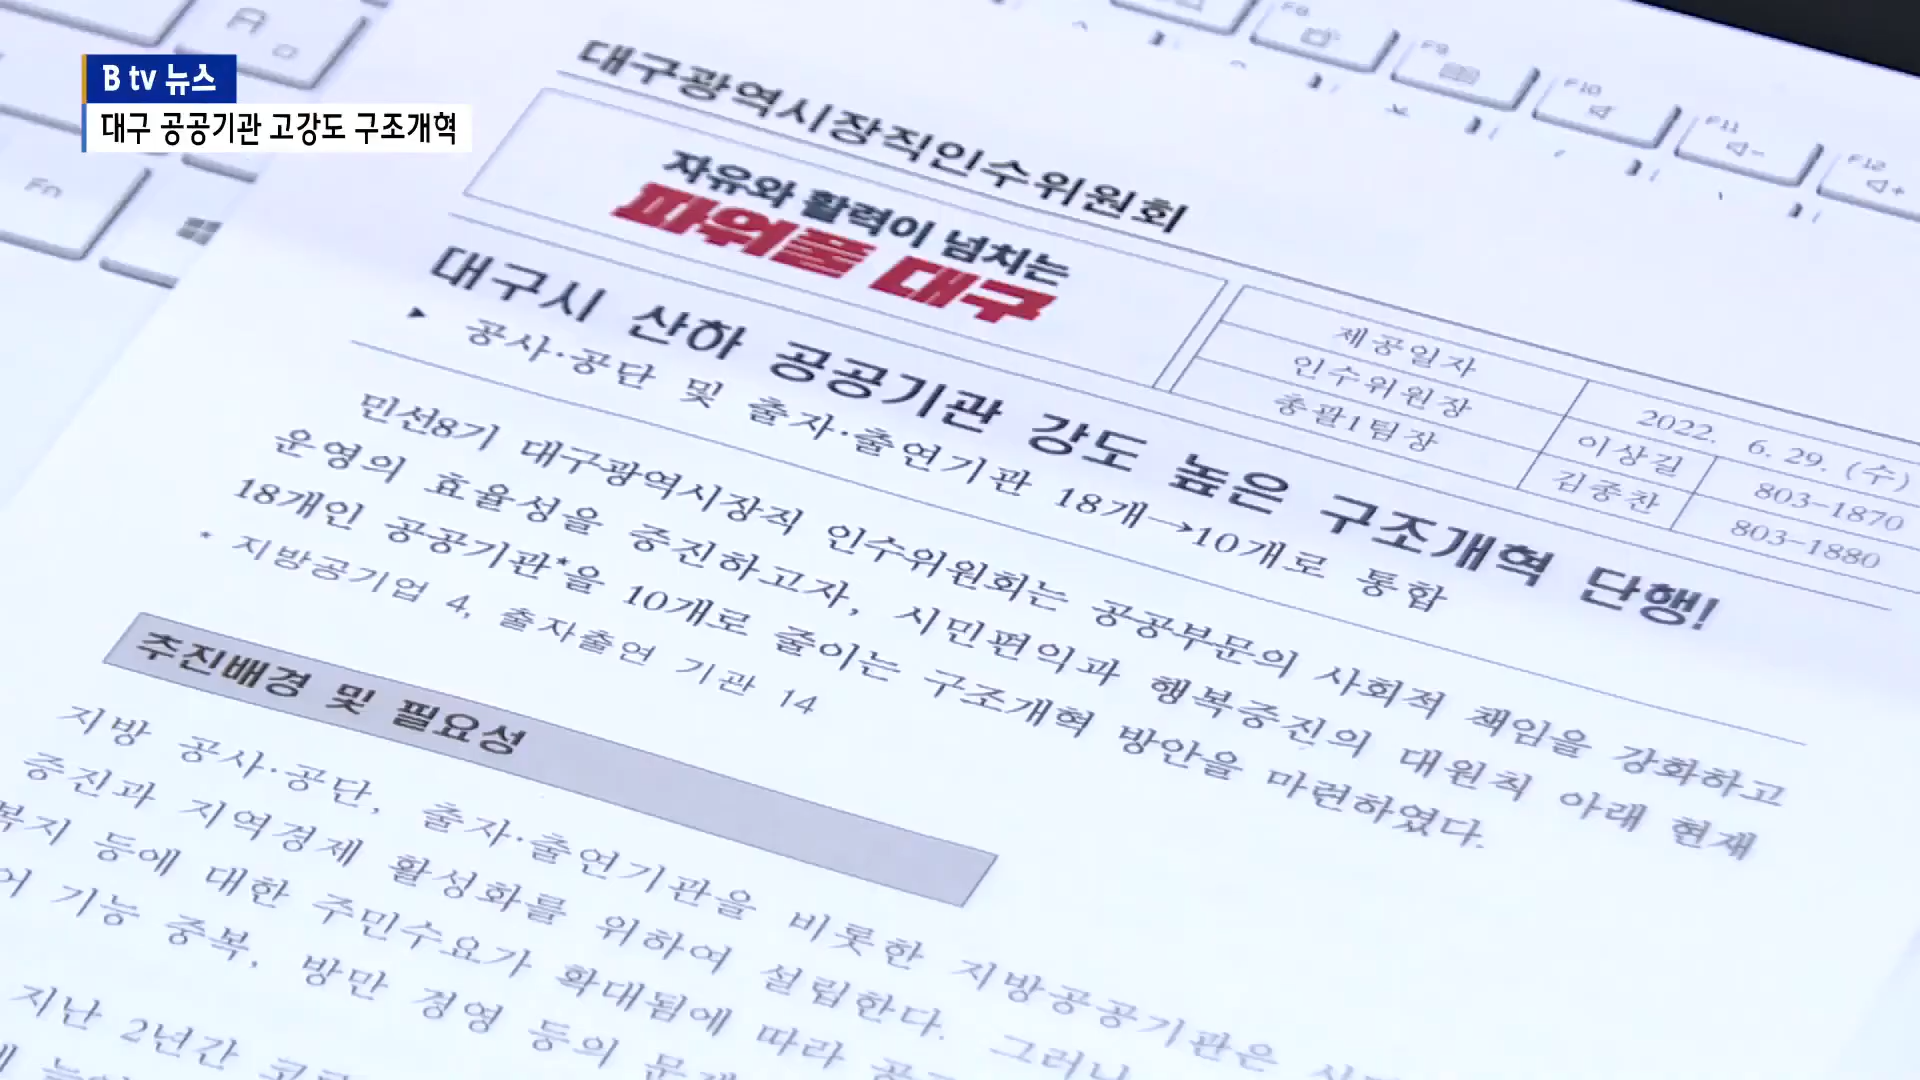 B tv 뉴스
대구 공공기관 고강도 구조개혁
F8
F9
F10
F11
F12
Fn
대구광역시장직인수위원회
자유와 활력이 넘치는
파워풀 대구
제공일자 2022. 6. 29. (수)
인수위원장 이상길 803-1870
총괄1팀장 김종찬 803-1880
대구시 산하 공공기관 강도 높은 구조개혁 단행!
▶ 공사·공단 및 출자·출연기관 18개→10개로 통합
민선8기 대구광역시장직 인수위원회는 공공부문의 사회적 책임을 강화하고
운영의 효율성을 증진하고자, 시민편의과 행복증진의 대원칙 아래 현재
18개인 공공기관*을 10개로 줄이는 구조개혁 방안을 마련하였다.
* 지방공기업 4, 출자출연 기관 14
추진배경 및 필요성
지방 공사·공단, 출자·출연기관을 비롯한 지방공공기관은
증진과 지역경제 활성화를 위하여 설립한다. 그러나
복지 등에 대한 주민수요가 확대됨에 따라
어 기능 중복, 방만 경영 등의
지난 2년간